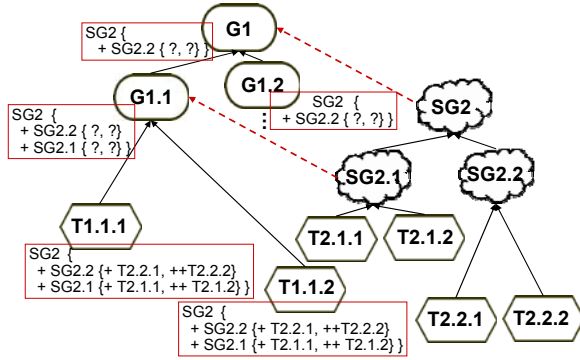 SG2 {
+ SG2.2 { ?, ?} }
G1
G1.1
G1.2
SG2 {
+ SG2.2 { ?, ?} }
⋮
SG2
SG2 {
+ SG2.2 { ?, ?}
+ SG2.1 { ?, ?} }
SG2.1
SG2.2
T1.1.1
T2.1.1
T2.1.2
SG2 {
+ SG2.2 {+ T2.2.1, ++T2.2.2}
+ SG2.1 {+ T2.1.1, ++ T2.1.2} }
T1.1.2
SG2 {
+ SG2.2 {+ T2.2.1, ++T2.2.2}
+ SG2.1 {+ T2.1.1, ++ T2.1.2} }
T2.2.1
T2.2.2